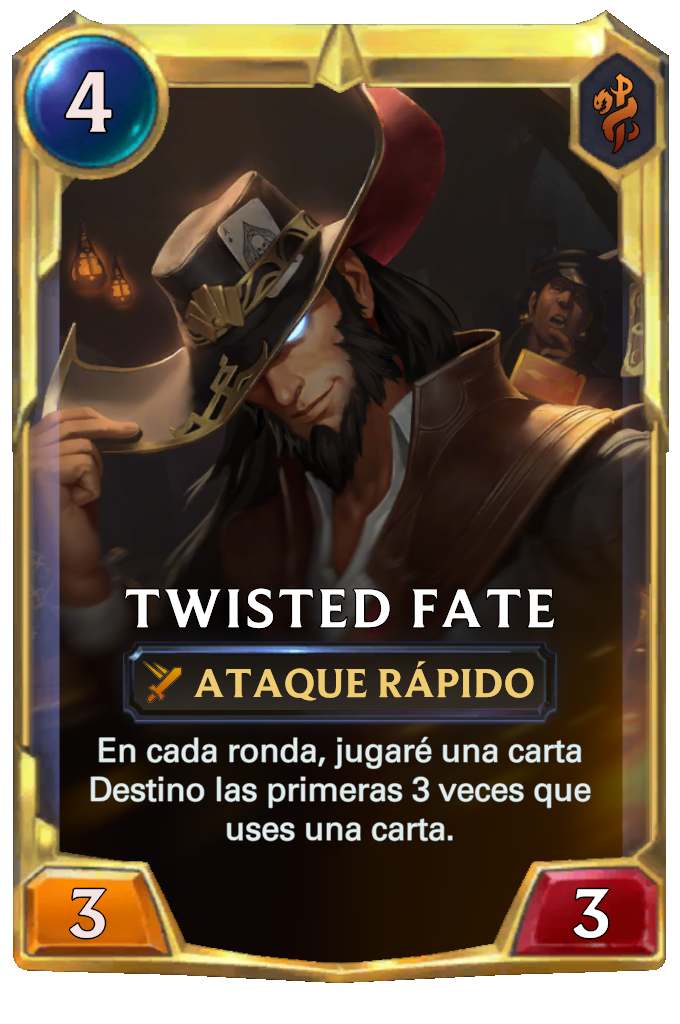 4
TWISTED FATE
ATAQUE RÁPIDO
En cada ronda, jugaré una carta
Destino las primeras 3 veces que
uses una carta.
3
3